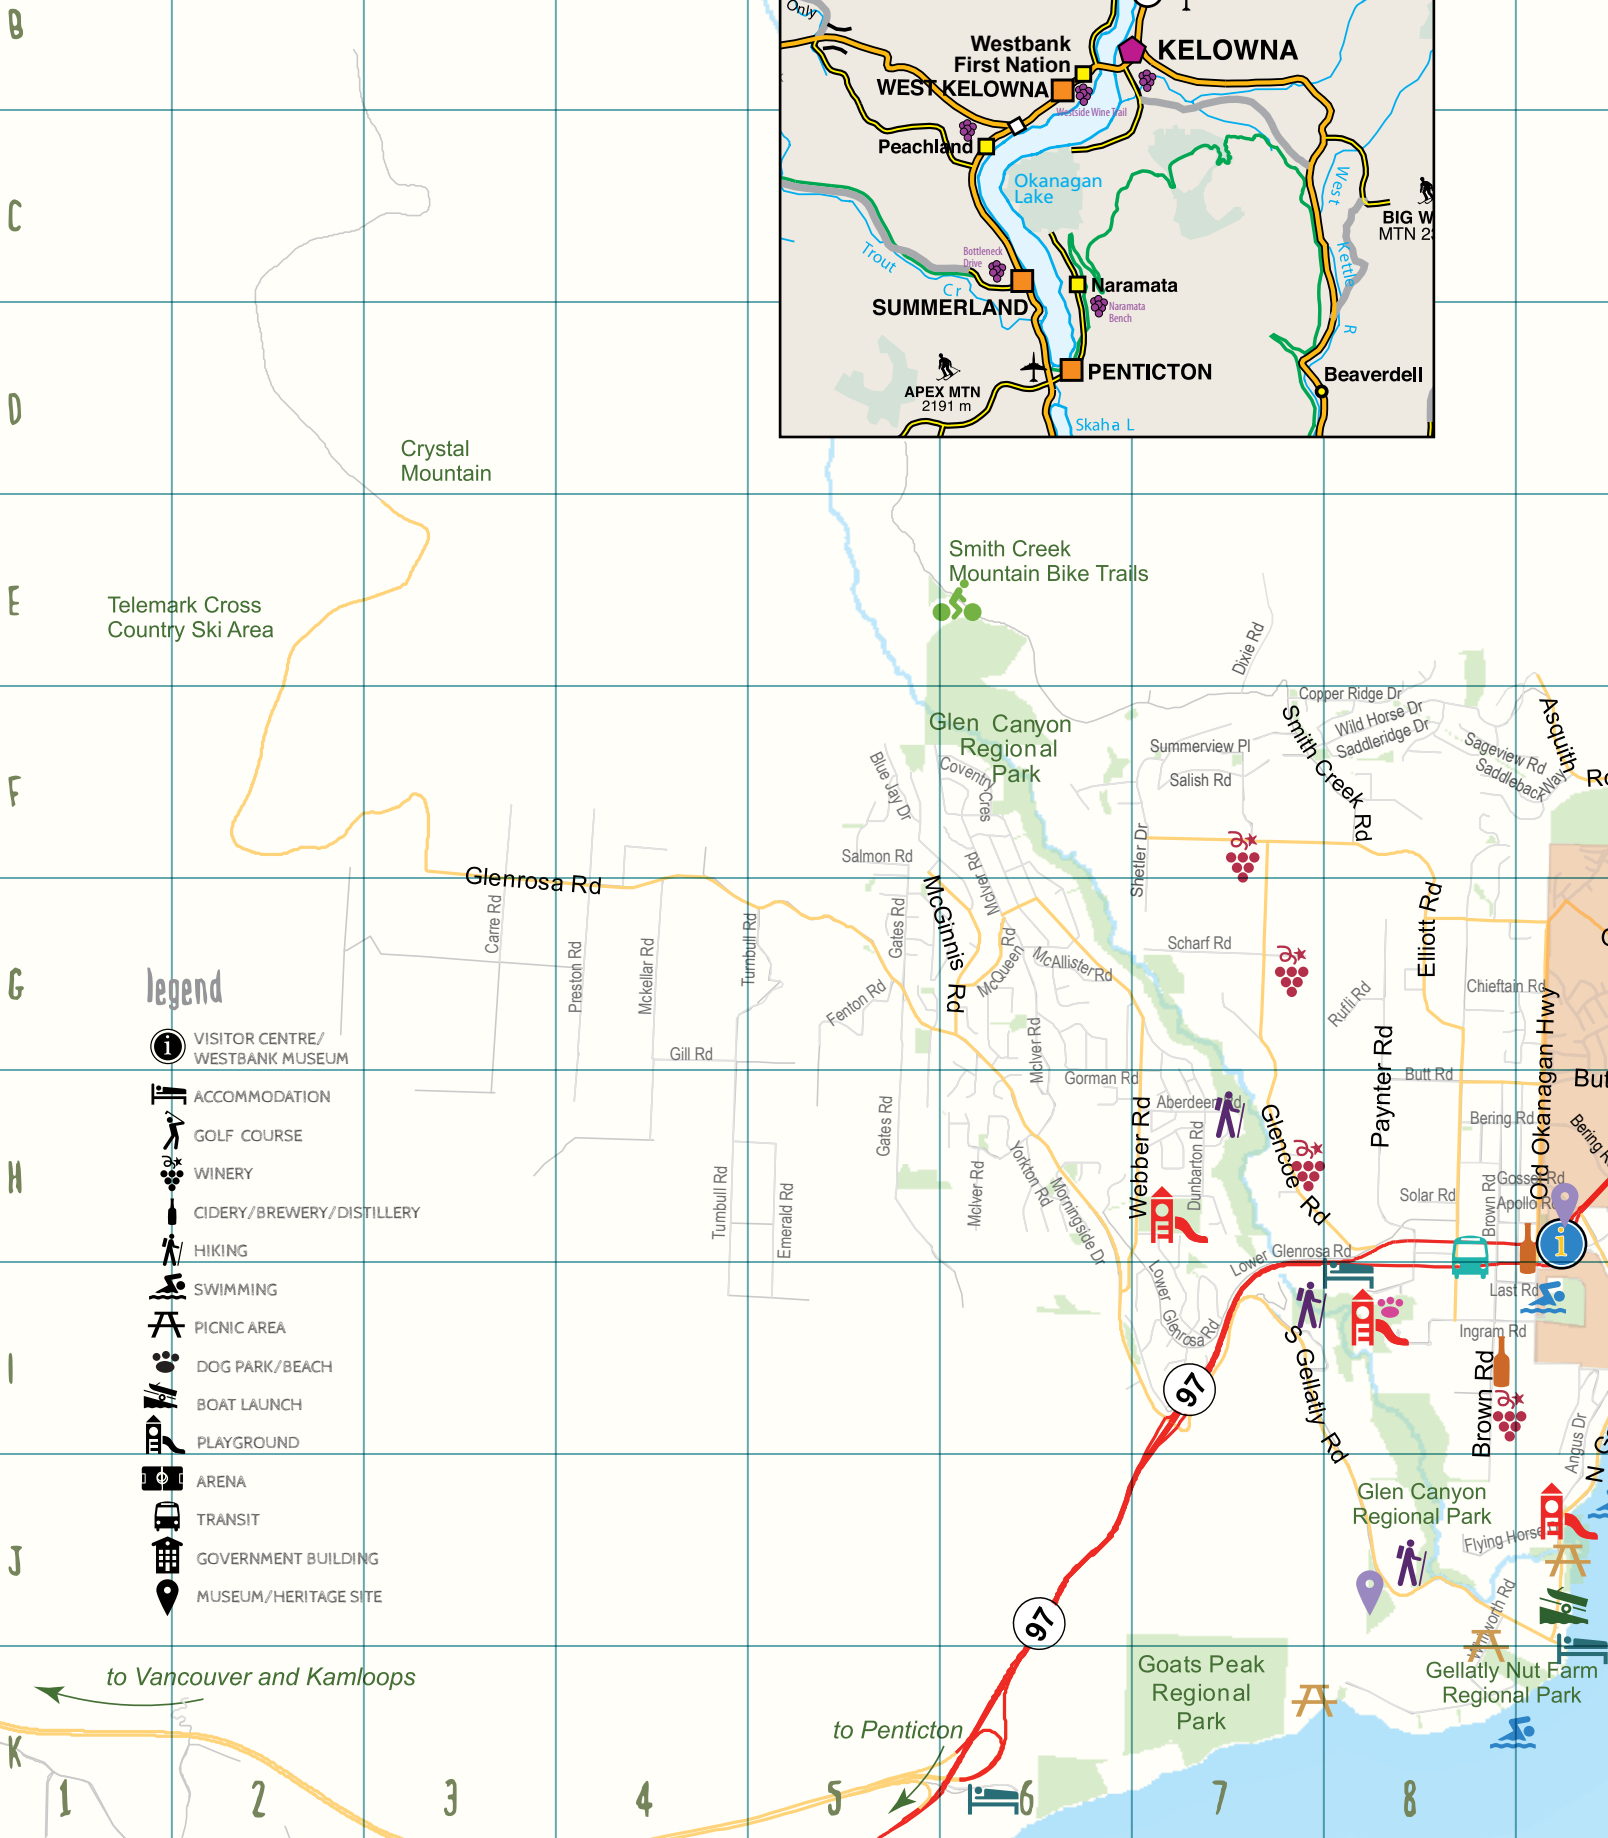 B
C
D
E
F
G
H
I
J
K
1
2
3
4
5
6
7
8
Only
Westbank
First Nation
KELOWNA
WEST KELOWNA
Westside Wine Trail
Peachland
Okanagan
Lake
West
Kettle
R
BIG W
MTN 23
Trout
Cr
Bottleneck
Drive
SUMMERLAND
Naramata
Naramata
Bench
APEX MTN
2191 m
PENTICTON
Beaverdell
Skaha L
Crystal
Mountain
Telemark Cross
Country Ski Area
Smith Creek
Mountain Bike Trails
Dixie Rd
Copper Ridge Dr
Wild Horse Dr
Saddleridge Dr
Smith Creek Rd
Summerview Pl
Salish Rd
Sageview Rd
Saddleback Way
Asquith
Glen Canyon
Regional
Park
Blue Jay Dr
Coventry
Cres
Salmon Rd
McIver Rd
Shetler Dr
Glenrosa Rd
Carre Rd
Preston Rd
Mckellar Rd
Turnbull Rd
Gates Rd
McGinnis Rd
McQueen Rd
McAllister Rd
Fenton Rd
Gill Rd
McIver Rd
Gorman Rd
Scharf Rd
Elliott Rd
Rufli Rd
Chieftain Rd
Old Okanagan Hwy
Paynter Rd
Butt Rd
But
Bering Rd
Bering R
Aberdeen Rd
Webber Rd
Dunbarton Rd
Glencoe Rd
Gates Rd
Yorkton Rd
McIver Rd
Morningside Dr
Turnbull Rd
Emerald Rd
Gosset Rd
Solar Rd
Brown Rd
Apollo R
Lower Glenrosa Rd
Lower Glenrosa Rd
i
Last Rd
Ingram Rd
S Gellatly Rd
Brown Rd
Angus Dr
97
97
Glen Canyon
Regional Park
Flying Horse
Goats Peak
Regional
Park
Gellatly Nut Farm
Regional Park
to Vancouver and Kamloops
to Penticton
legend
i
VISITOR CENTRE/
WESTBANK MUSEUM
ACCOMMODATION
GOLF COURSE
WINERY
CIDERY/BREWERY/DISTILLERY
HIKING
SWIMMING
PICNIC AREA
DOG PARK/BEACH
BOAT LAUNCH
PLAYGROUND
ARENA
TRANSIT
GOVERNMENT BUILDING
MUSEUM/HERITAGE SITE